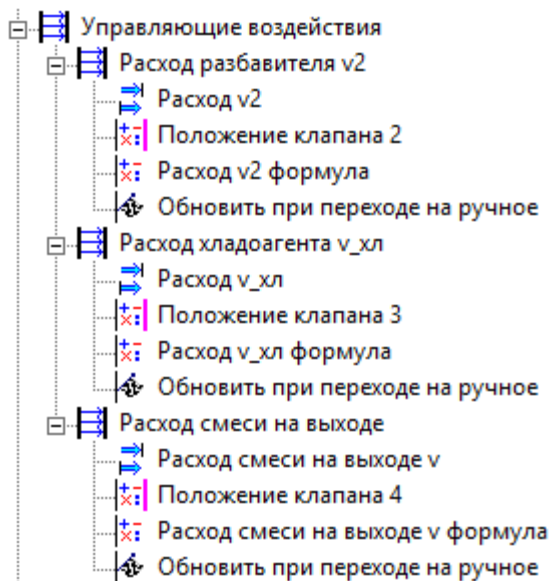 Управляющие воздействия
Расход разбавителя v2
Расход v2
Положение клапана 2
Расход v2 формула
Обновить при переходе на ручное
Расход хладоагента v_хл
Расход v_хл
Положение клапана 3
Расход v_хл формула
Обновить при переходе на ручное
Расход смеси на выходе
Расход смеси на выходе v
Положение клапана 4
Расход смеси на выходе v формула
Обновить при переходе на ручное